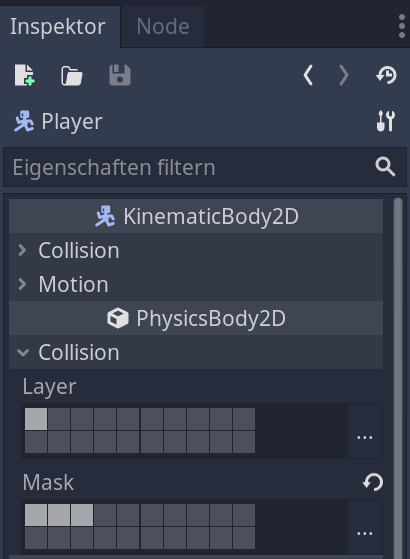 Inspektor Node
Player
Eigenschaften filtern
KinematicBody2D
Collision
Motion
PhysicsBody2D
Collision
Layer
...
Mask
...